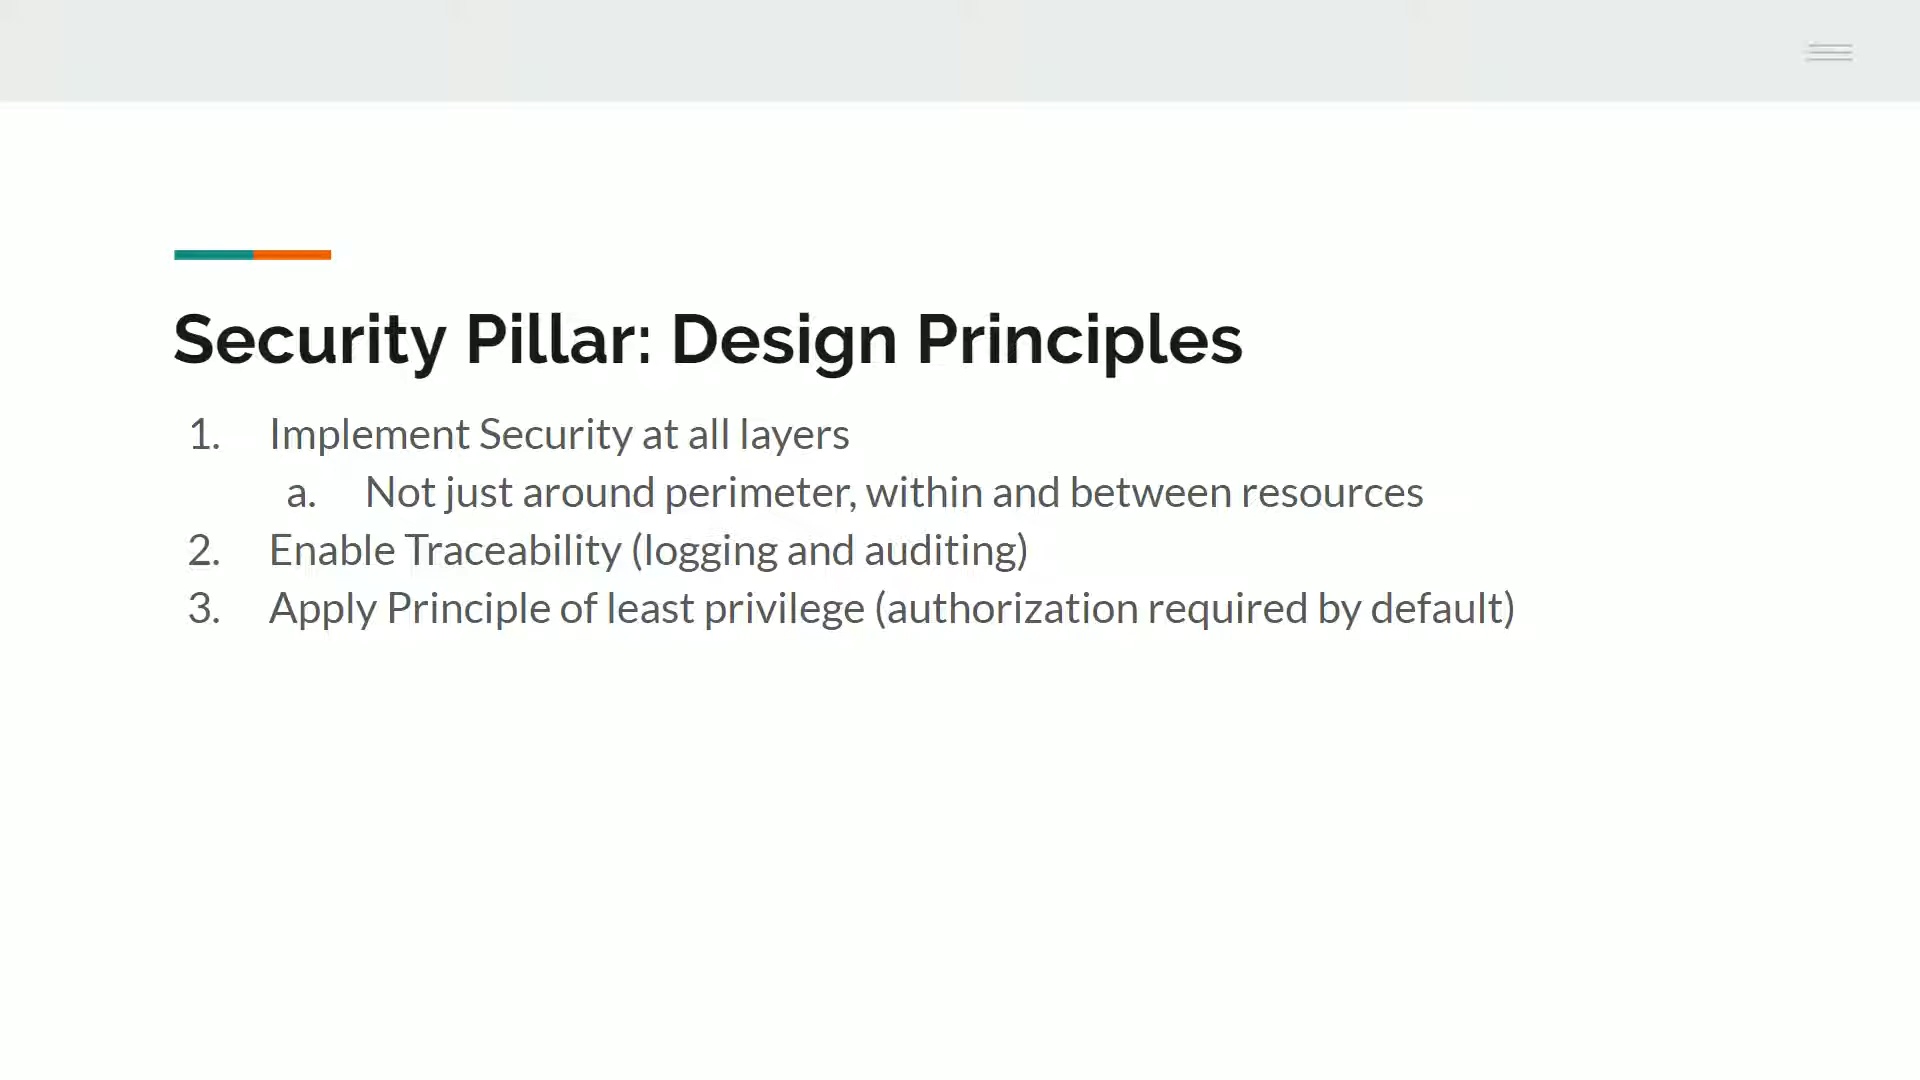 Security Pillar: Design Principles
1. Implement Security at all layers
a. Not just around perimeter, within and between resources
2. Enable Traceability (logging and auditing)
3. Apply Principle of least privilege (authorization required by default)